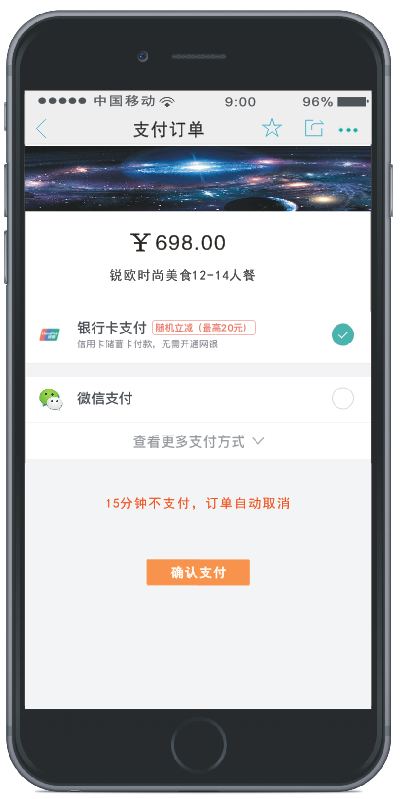 中国移动 9:00 96%
支付订单
￥698.00
锐欧时尚美食12-14人餐
银行卡支付 随机立减（最高20元）
信用卡储蓄卡付款，无需开通网银
微信支付
查看更多支付方式
15分钟不支付，订单自动取消
确认支付